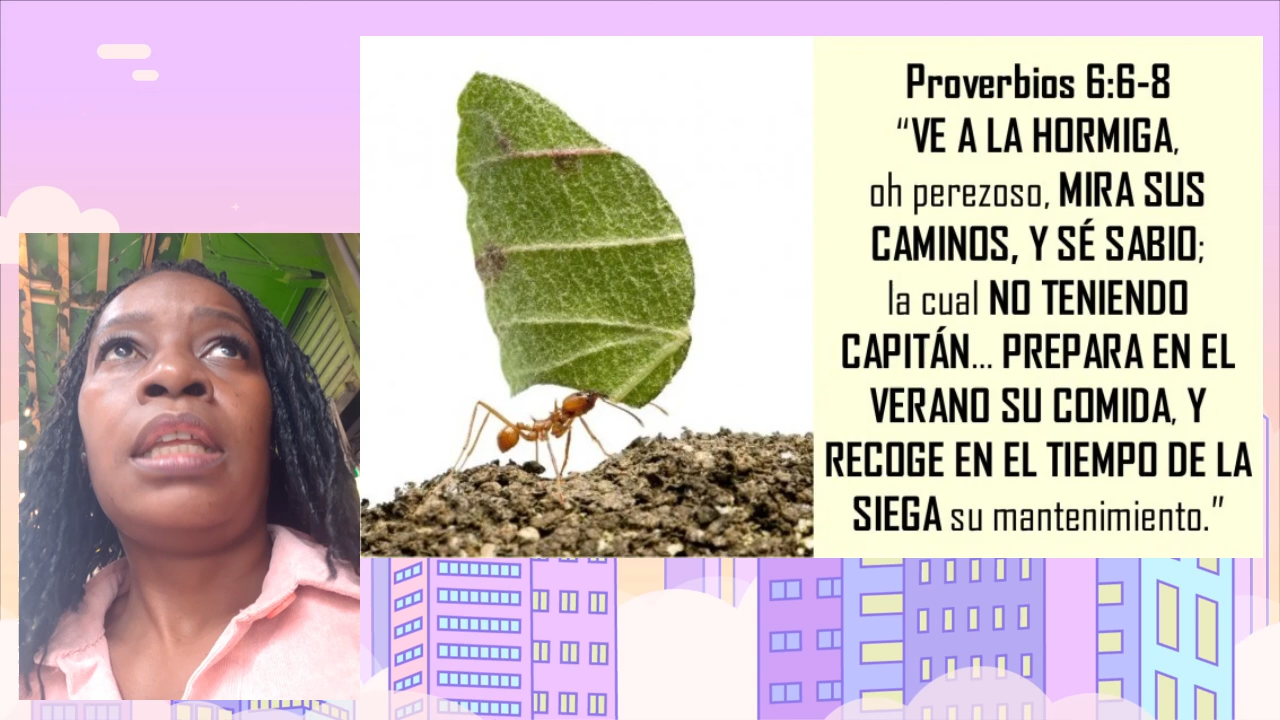 Proverbios 6:6-8
“VE A LA HORMIGA,
oh perezoso, MIRA SUS
CAMINOS, Y SÉ SABIO;
la cual NO TENIENDO
CAPITÁN... PREPARA EN EL
VERANO SU COMIDA, Y
RECOGE EN EL TIEMPO DE LA
SIEGA su mantenimiento.”